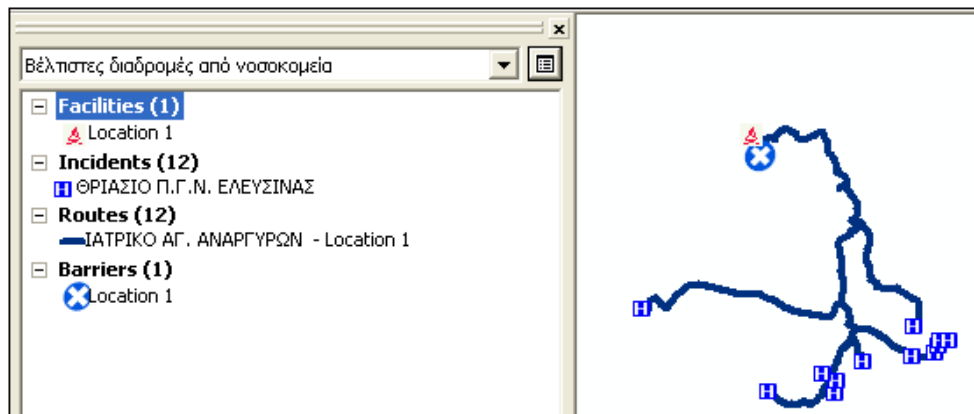 Βέλτιστες διαδρομές από νοσοκομεία
Facilities (1)
Location 1
Incidents (12)
H ΘΡΙΑΣΙΟ Π.Γ.Ν. ΕΛΕΥΣΙΝΑΣ
Routes (12)
ΙΑΤΡΙΚΟ ΑΓ. ΑΝΑΡΓΥΡΩΝ - Location 1
Barriers (1)
Location 1
H
H
H
H
H
H
H
H
H
H
H
H